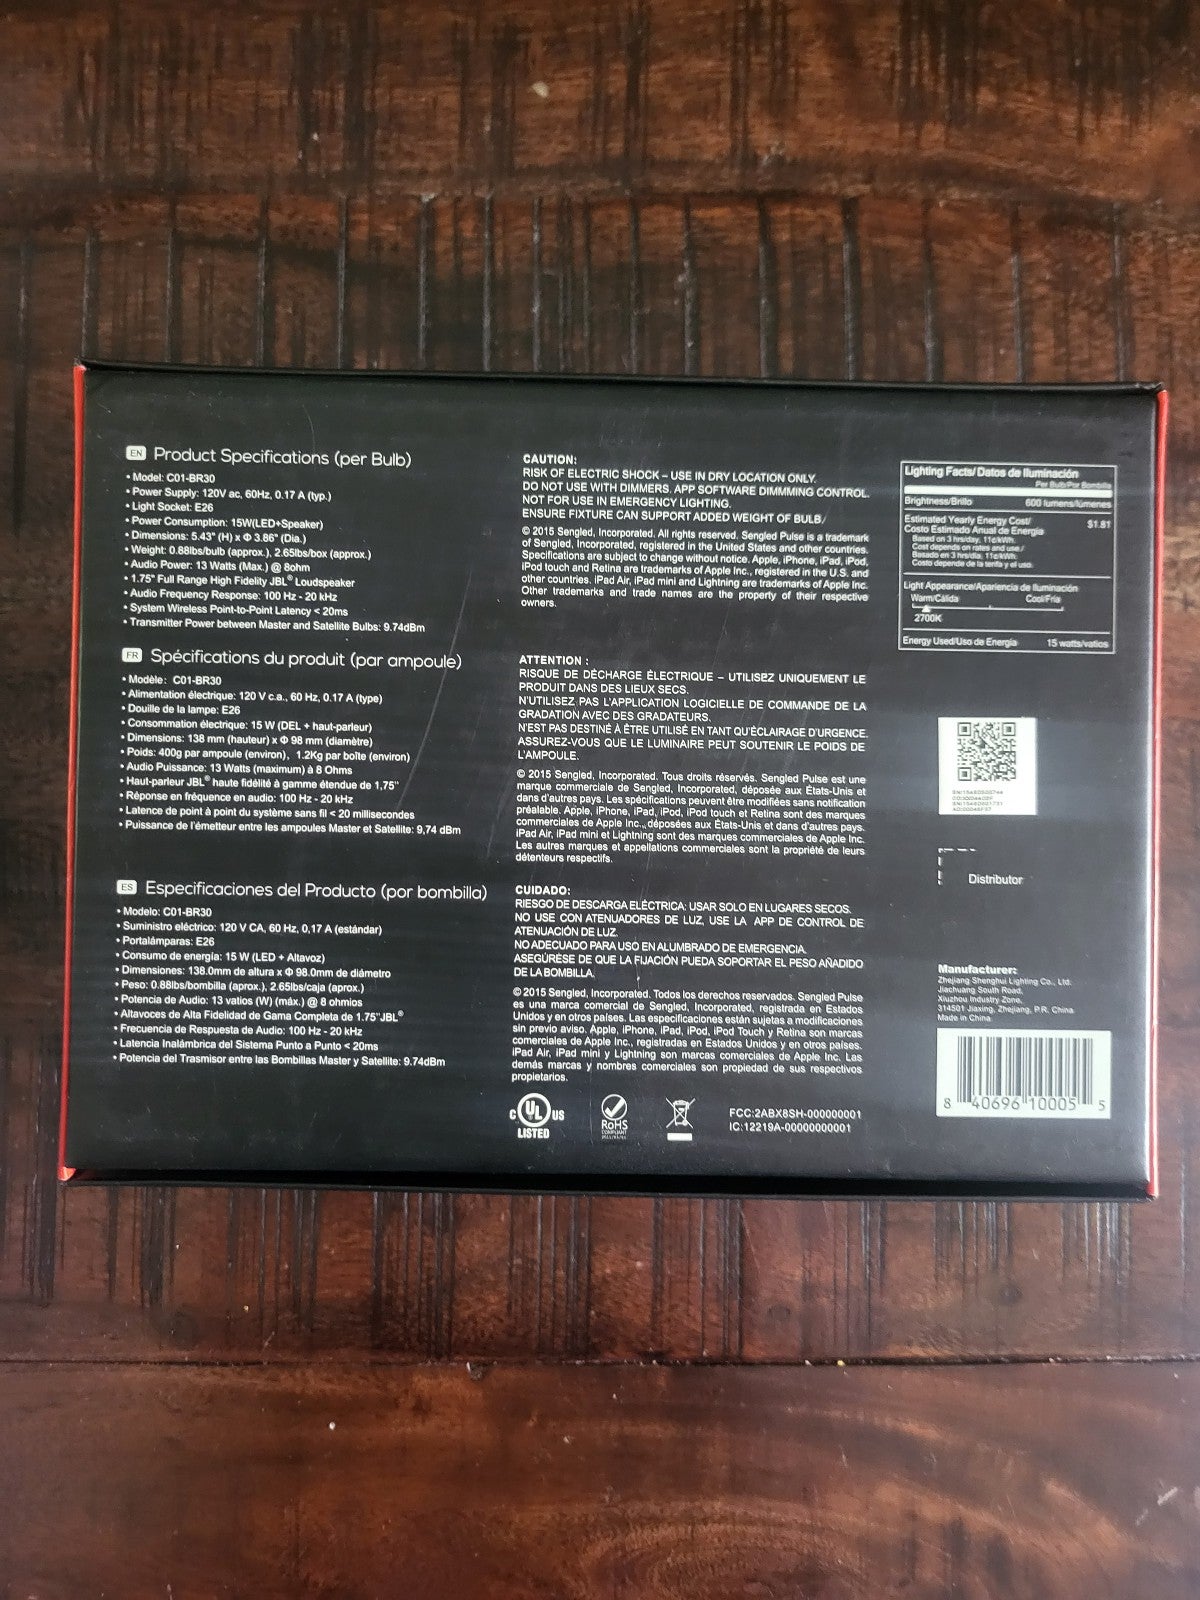 EN Product Specifications (per Bulb)
• Model: C01-BR30
• Power Supply: 120V ac, 60Hz, 0.17 A (typ.)
• Light Socket: E26
• Power Consumption: 15W(LED+Speaker)
• Dimensions: 5.43" (H) x Φ 3.86" (Dia.)
• Weight: 0.88lbs/bulb (approx.), 2.65lbs/box (approx.)
• Audio Power: 13 Watts (Max.) @ 8ohm
• 1.75" Full Range High Fidelity JBL® Loudspeaker
• Audio Frequency Response: 100 Hz - 20 kHz
• System Wireless Point-to-Point Latency < 20ms
• Transmitter Power between Master and Satellite Bulbs: 9.74dBm
FR Spécifications du produit (par ampoule)
• Modèle: C01-BR30
• Alimentation électrique: 120 V c.a., 60 Hz, 0.17 A (type)
• Douille de la lampe: E26
• Consommation électrique: 15 W (DEL + haut-parleur)
• Dimensions: 138 mm (hauteur) x Φ 98 mm (diamètre)
• Poids: 400g par ampoule (environ), 1.2Kg par boîte (environ)
• Audio Puissance: 13 Watts (maximum) à 8 Ohms
• Haut-parleur JBL® haute fidélité à gamme étendue de 1,75"
• Réponse en fréquence en audio: 100 Hz - 20 kHz
• Latence de point à point du système sans fil < 20 millisecondes
• Puissance de l'émetteur entre les ampoules Master et Satellite: 9,74 dBm
ES Especificaciones del Producto (por bombilla)
• Modelo: C01-BR30
• Suministro eléctrico: 120 V CA, 60 Hz, 0,17 A (estándar)
• Portalámparas: E26
• Consumo de energía: 15 W (LED + Altavoz)
• Dimensiones: 138.0mm de altura x Φ 98.0mm de diámetro
• Peso: 0.88lbs/bombilla (aprox.), 2.65lbs/caja (aprox.)
• Potencia de Audio: 13 vatios (W) (máx.) @ 8 ohmios
• Altavoces de Alta Fidelidad de Gama Completa de 1.75"JBL®
• Frecuencia de Respuesta de Audio: 100 Hz - 20 kHz
• Latencia Inalámbrica del Sistema Punto a Punto < 20ms
• Potencia del Trasmisor entre las Bombillas Master y Satellite: 9.74dBm
CAUTION:
RISK OF ELECTRIC SHOCK – USE IN DRY LOCATION ONLY.
DO NOT USE WITH DIMMERS. APP SOFTWARE DIMMMING CONTROL.
NOT FOR USE IN EMERGENCY LIGHTING.
ENSURE FIXTURE CAN SUPPORT ADDED WEIGHT OF BULB/
© 2015 Sengled, Incorporated. All rights reserved. Sengled Pulse is a trademark
of Sengled, Incorporated, registered in the United States and other countries.
Specifications are subject to change without notice. Apple, iPhone, iPad, iPod,
iPod touch and Retina are trademarks of Apple Inc., registered in the U.S. and
other countries. iPad Air, iPad mini and Lightning are trademarks of Apple Inc.
Other trademarks and trade names are the property of their respective
owners.
ATTENTION :
RISQUE DE DÉCHARGE ÉLECTRIQUE – UTILISEZ UNIQUEMENT LE
PRODUIT DANS DES LIEUX SECS.
N'UTILISEZ PAS L'APPLICATION LOGICIELLE DE COMMANDE DE LA
GRADATION AVEC DES GRADATEURS.
N'EST PAS DESTINÉ À ÊTRE UTILISÉ EN TANT QU'ÉCLAIRAGE D'URGENCE.
ASSUREZ-VOUS QUE LE LUMINAIRE PEUT SOUTENIR LE POIDS DE
L'AMPOULE.
© 2015 Sengled, Incorporated. Tous droits réservés. Sengled Pulse est une
marque commerciale de Sengled, Incorporated, déposée aux États-Unis et
dans d'autres pays. Les spécifications peuvent être modifiées sans notification
préalable. Apple, iPhone, iPad, iPod, iPod touch et Retina sont des marques
commerciales de Apple Inc., déposées aux États-Unis et dans d'autres pays.
iPad Air, iPad mini et Lightning sont des marques commerciales de Apple Inc.
Les autres marques et appellations commerciales sont la propriété de leurs
détenteurs respectifs.
CUIDADO:
RIESGO DE DESCARGA ELÉCTRICA: USAR SOLO EN LUGARES SECOS.
NO USE CON ATENUADORES DE LUZ, USE LA APP DE CONTROL DE
ATENUACIÓN DE LUZ.
NO ADECUADO PARA USO EN ALUMBRADO DE EMERGENCIA.
ASEGÚRESE DE QUE LA FIJACIÓN PUEDA SOPORTAR EL PESO AÑADIDO
DE LA BOMBILLA.
© 2015 Sengled, Incorporated. Todos los derechos reservados. Sengled Pulse
es una marca comercial de Sengled, Incorporated, registrada en Estados
Unidos y en otros países. Las especificaciones están sujetas a modificaciones
sin previo aviso. Apple, iPhone, iPad, iPod, iPod Touch y Retina son marcas
comerciales de Apple Inc., registradas en Estados Unidos y en otros países.
iPad Air, iPad mini y Lightning son marcas comerciales de Apple Inc. Las
demás marcas y nombres comerciales son propiedad de sus respectivos
propietarios.
C UL US
LISTED
RoHS
COMPLIANT
FCC:2ABX8SH-000000001
IC:12219A-00000000001
Lighting Facts/ Datos de Iluminación
Per Bulb/Por Bombilla
Brightness/Brillo 600 lumens/lúmenes
Estimated Yearly Energy Cost/ $1.81
Costo Estimado Anual de Energía
Based on 3 hrs/day, 11¢/kWh.
Cost depends on rates and use./
Basado en 3 hrs/día, 11¢/kWh.
Costo depende de la tarifa y el uso.
Light Appearance/Apariencia de Iluminación
Warm/Cálida Cool/Fría
2700K
Energy Used/Uso de Energía 15 watts/vatios
Distributor
Manufacturer:
Zhejiang Shenghui Lighting Co., Ltd.
Jiachuang South Road,
Xiuzhou Industry Zone,
314501 Jiaxing, Zhejiang, P.R. China
Made in China
8 40696 10005 5